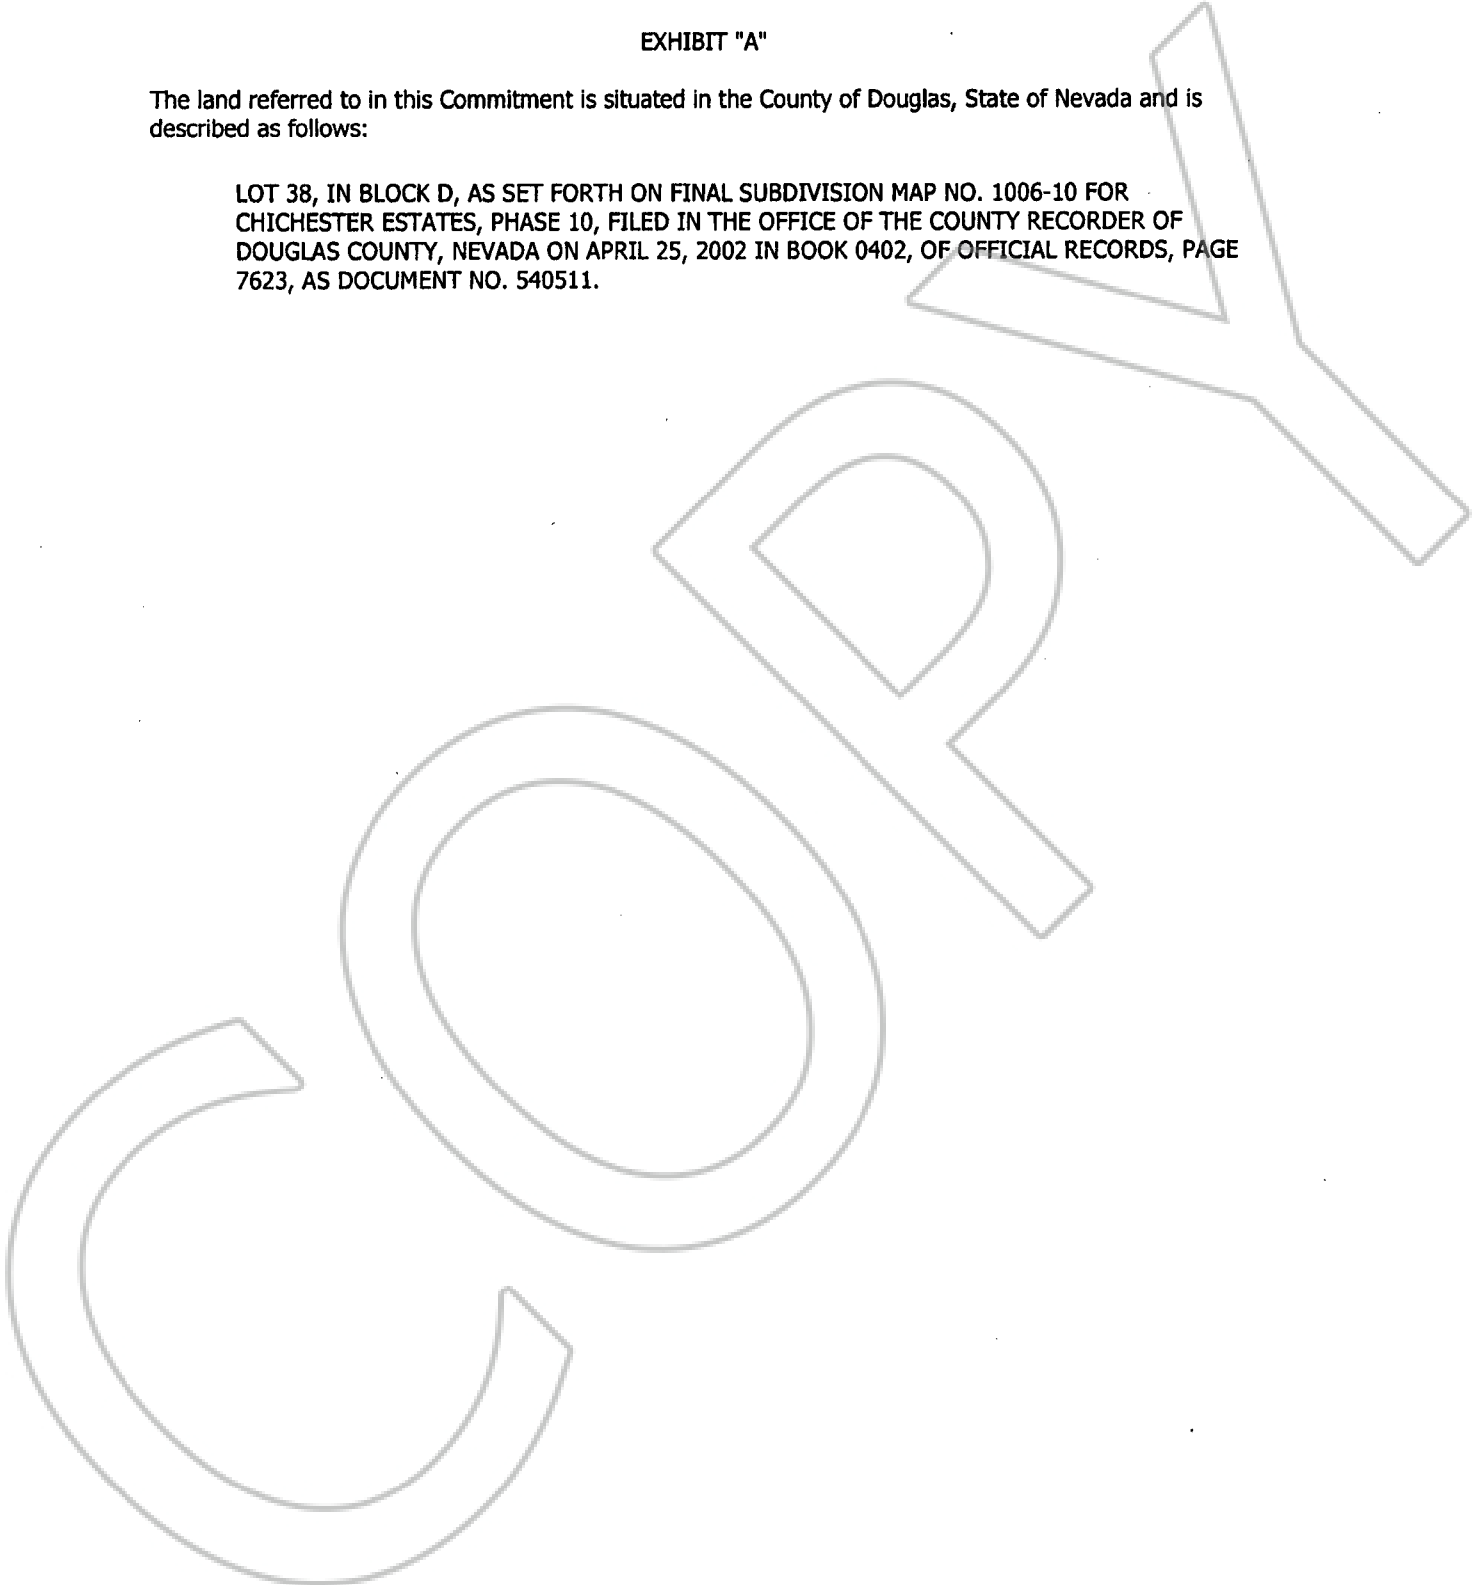 EXHIBIT "A"
The land referred to in this Commitment is situated in the County of Douglas, State of Nevada and is
described as follows:
LOT 38, IN BLOCK D, AS SET FORTH ON FINAL SUBDIVISION MAP NO. 1006-10 FOR
CHICHESTER ESTATES, PHASE 10, FILED IN THE OFFICE OF THE COUNTY RECORDER OF
DOUGLAS COUNTY, NEVADA ON APRIL 25, 2002 IN BOOK 0402, OF OFFICIAL RECORDS, PAGE
7623, AS DOCUMENT NO. 540511.
COPY